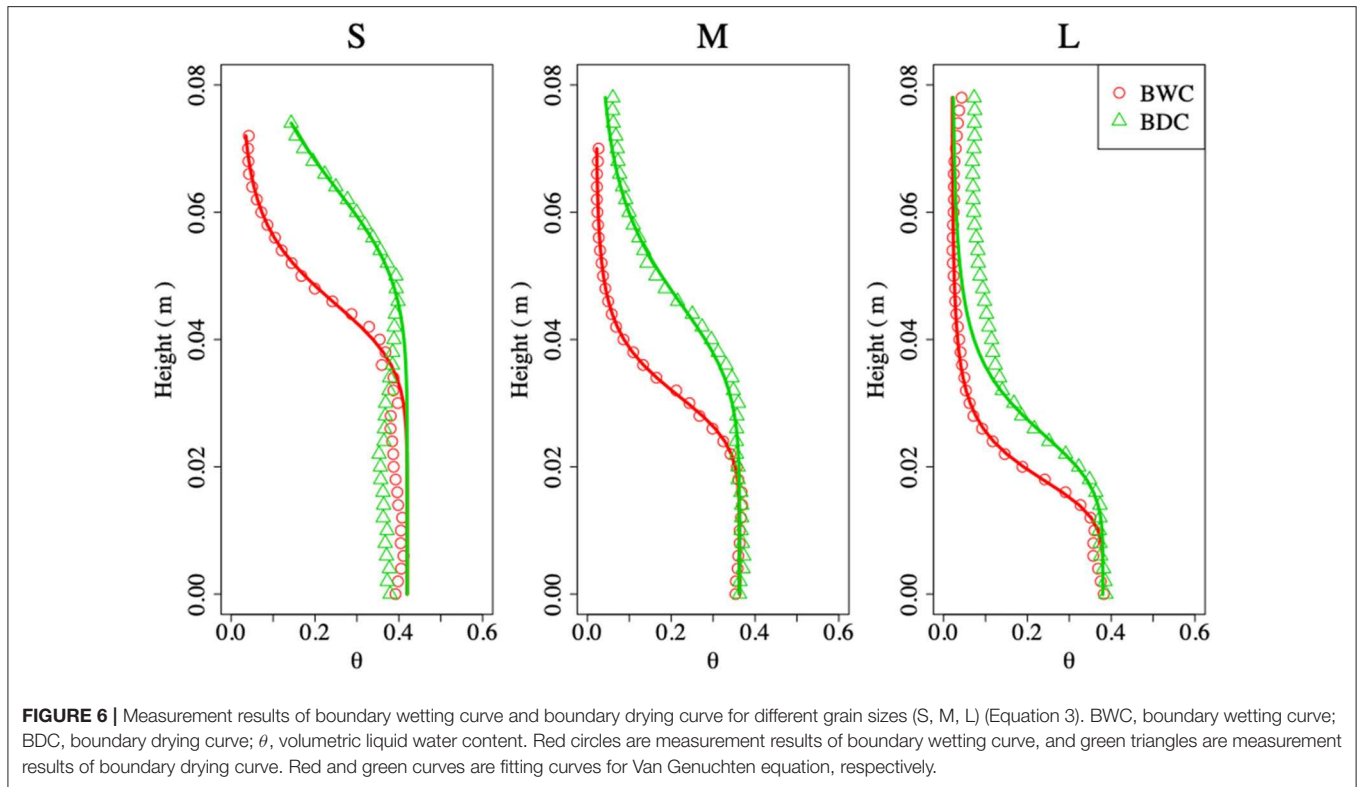 S
M
L
BWC
BDC
Height ( m )
0.00
0.02
0.04
0.06
0.08
Height ( m )
0.00
0.02
0.04
0.06
0.08
Height ( m )
0.00
0.02
0.04
0.06
0.08
0.0 0.2 0.4 0.6
0.0 0.2 0.4 0.6
0.0 0.2 0.4 0.6
θ
θ
θ
FIGURE 6 | Measurement results of boundary wetting curve and boundary drying curve for different grain sizes (S, M, L) (Equation 3). BWC, boundary wetting curve;
BDC, boundary drying curve; θ, volumetric liquid water content. Red circles are measurement results of boundary wetting curve, and green triangles are measurement
results of boundary drying curve. Red and green curves are fitting curves for Van Genuchten equation, respectively.